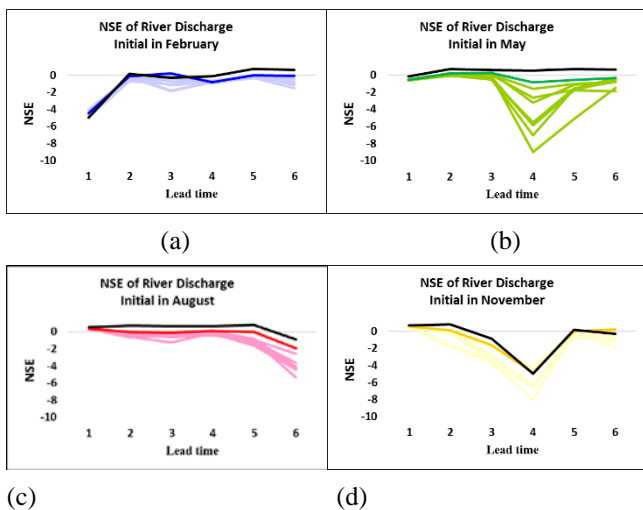 NSE of River Discharge
Initial in February
0
-2
-4
-6
-8
-10
NSE
1 2 3 4 5 6
Lead time
(a)
NSE of River Discharge
Initial in May
0
-2
-4
-6
-8
-10
NSE
1 2 3 4 5 6
Lead time
(b)
NSE of River Discharge
Initial in August
0
-2
-4
-6
-8
-10
NSE
1 2 3 4 5 6
Lead time
(c)
NSE of River Discharge
Initial in November
0
-2
-4
-6
-8
-10
NSE
1 2 3 4 5 6
Lead time
(d)